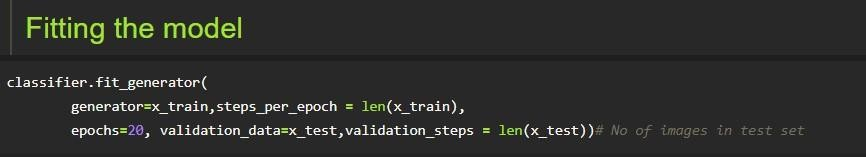 Fitting the model
classifier.fit_generator(
generator=x_train,steps_per_epoch = len(x_train),
epochs=20, validation_data=x_test,validation_steps = len(x_test))# No of images in test set